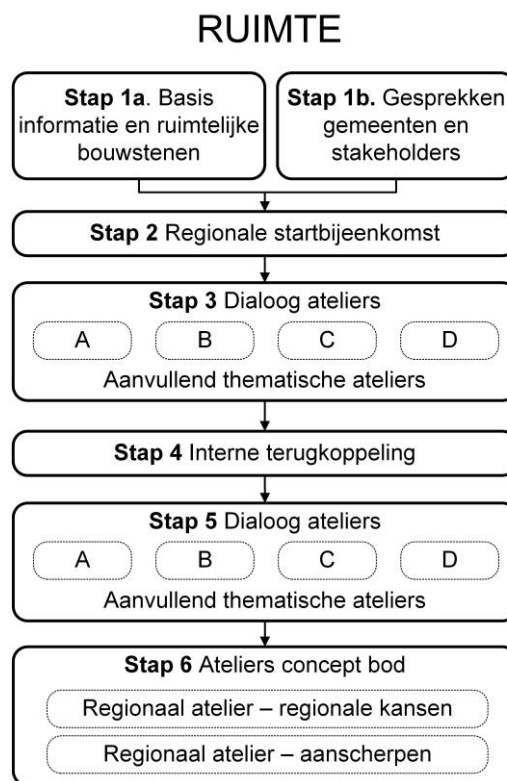 RUIMTE
Stap 1a. Basis
informatie en ruimtelijke
bouwstenen
Stap 1b. Gesprekken
gemeenten en
stakeholders
Stap 2 Regionale startbijeenkomst
Stap 3 Dialoog ateliers
A B C D
Aanvullend thematische ateliers
Stap 4 Interne terugkoppeling
Stap 5 Dialoog ateliers
A B C D
Aanvullend thematische ateliers
Stap 6 Ateliers concept bod
Regionaal atelier – regionale kansen
Regionaal atelier – aanscherpen